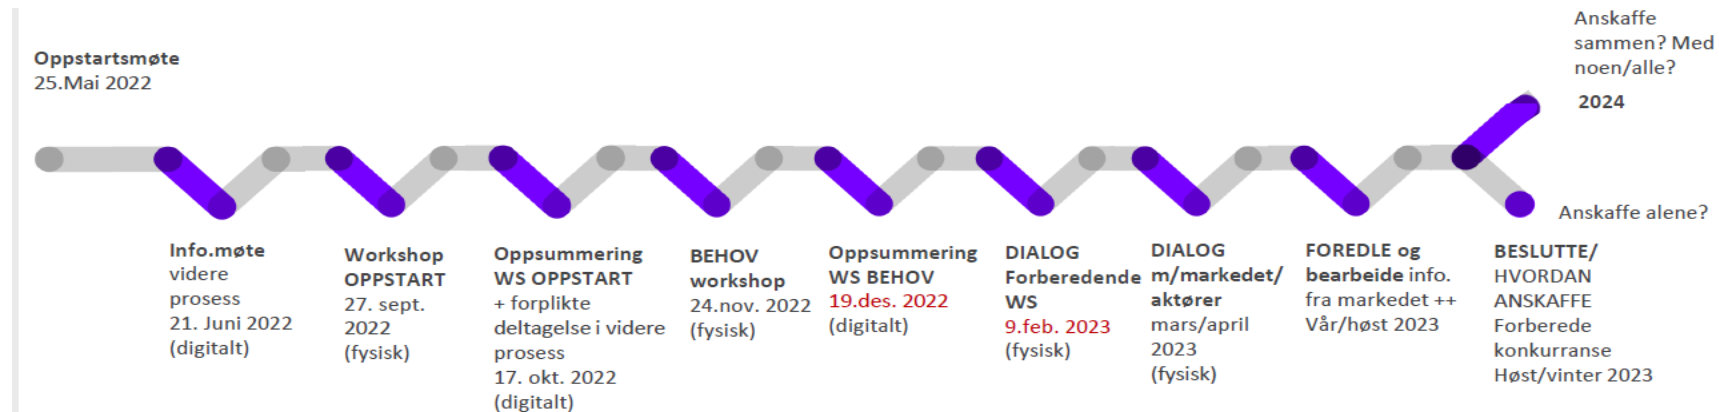 Oppstartsmøte
25.Mai 2022
Info.møte
videre
prosess
21. Juni 2022
(digitalt)
Workshop
OPPSTART
27. sept.
2022
(fysisk)
Oppsummering
WS OPPSTART
+ forplikte
deltagelse i videre
prosess
17. okt. 2022
(digitalt)
BEHOV
workshop
24.nov. 2022
(fysisk)
Oppsummering
WS BEHOV
19.des. 2022
(digitalt)
DIALOG
Forberedende
WS
9.feb. 2023
(fysisk)
DIALOG
m/markedet/
aktører
mars/april
2023
(fysisk)
FOREDLE og
bearbeide info.
fra markedet ++
Vår/høst 2023
BESLUTTE/
HVORDAN
ANSKAFFE
Forberede
konkurranse
Høst/vinter 2023
Anskaffe
sammen? Med
noen/alle?
2024
Anskaffe alene?